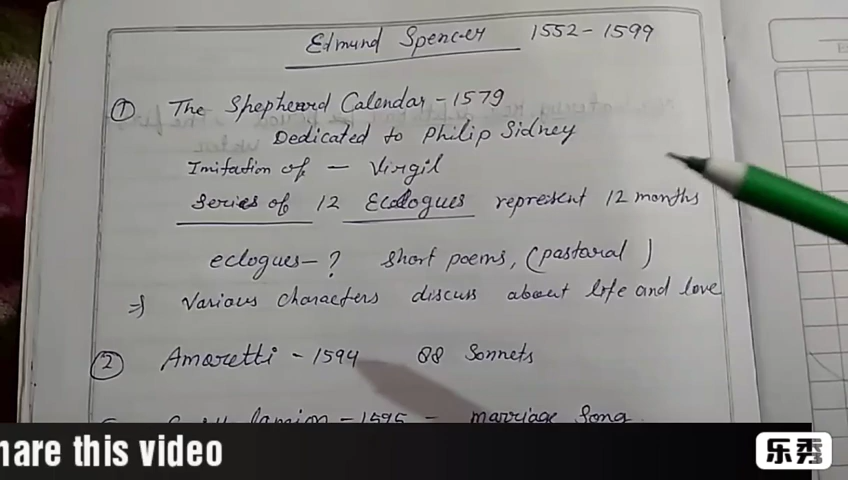 Edmund Spencer 1552-1599
① The Shepheard Calendar - 1579
Dedicated to Philip Sidney
Imitation of - Virgil
Series of 12 Ecologues represent 12 months
eclogues - ? Short poems, (pastoral)
⇒ Various characters discuss about life and love
② Amoretti - 1594 88 Sonnets
- 1595 - marriage Song
hare this video
乐秀